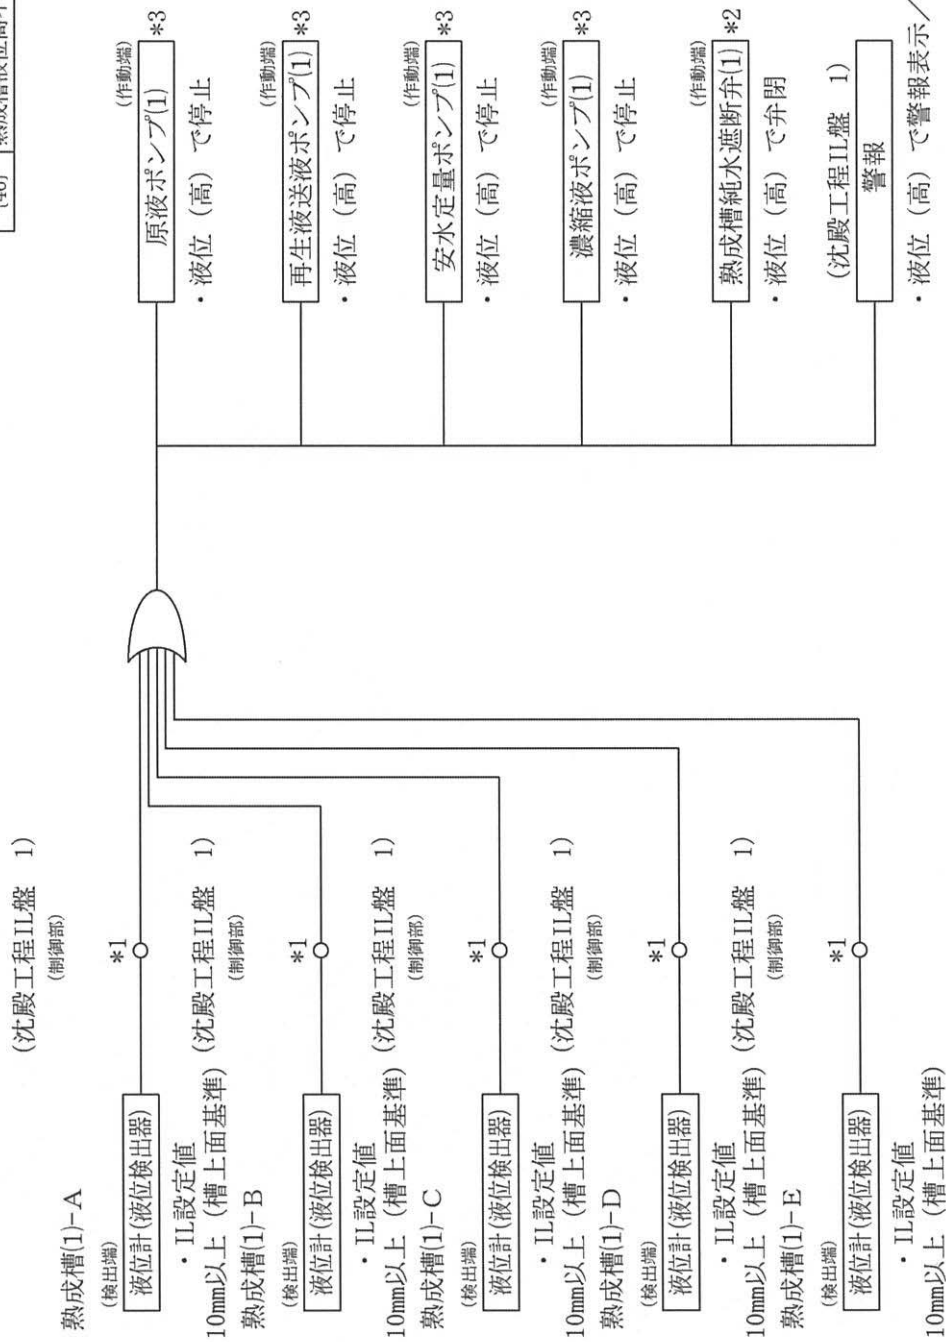 (46)
熟成槽(1)-A
(検出端)
液位計(液位検出器)
・IL設定値
10mm以上 (槽上面基準)
(沈殿工程IL盤 1)
(制御部)
*1
熟成槽(1)-B
(検出端)
液位計(液位検出器)
・IL設定値
10mm以上 (槽上面基準)
(沈殿工程IL盤 1)
(制御部)
*1
熟成槽(1)-C
(検出端)
液位計(液位検出器)
・IL設定値
10mm以上 (槽上面基準)
(沈殿工程IL盤 1)
(制御部)
*1
熟成槽(1)-D
(検出端)
液位計(液位検出器)
・IL設定値
10mm以上 (槽上面基準)
(沈殿工程IL盤 1)
(制御部)
*1
熟成槽(1)-E
(検出端)
液位計(液位検出器)
・IL設定値
10mm以上 (槽上面基準)
(沈殿工程IL盤 1)
(制御部)
*1
(作動端)
原液ポンプ(1) *3
・液位 (高) で停止
(作動端)
再生液送液ポンプ(1) *3
・液位 (高) で停止
(作動端)
安水定量ポンプ(1) *3
・液位 (高) で停止
(作動端)
濃縮液ポンプ(1) *3
・液位 (高) で停止
(作動端)
熟成槽純水遮断弁(1) *2
・液位 (高) で弁閉
(沈殿工程IL盤 1)
警報
・液位 (高) で警報表示/